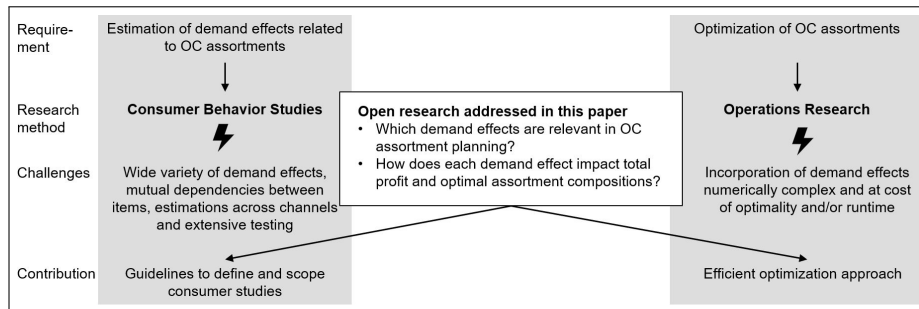 Require-
ment
Estimation of demand effects related
to OC assortments
Optimization of OC assortments
Research
method
Consumer Behavior Studies
Open research addressed in this paper
• Which demand effects are relevant in OC
assortment planning?
• How does each demand effect impact total
profit and optimal assortment compositions?
Operations Research
Challenges
Wide variety of demand effects,
mutual dependencies between
items, estimations across channels
and extensive testing
Incorporation of demand effects
numerically complex and at cost
of optimality and/or runtime
Contribution
Guidelines to define and scope
consumer studies
Efficient optimization approach